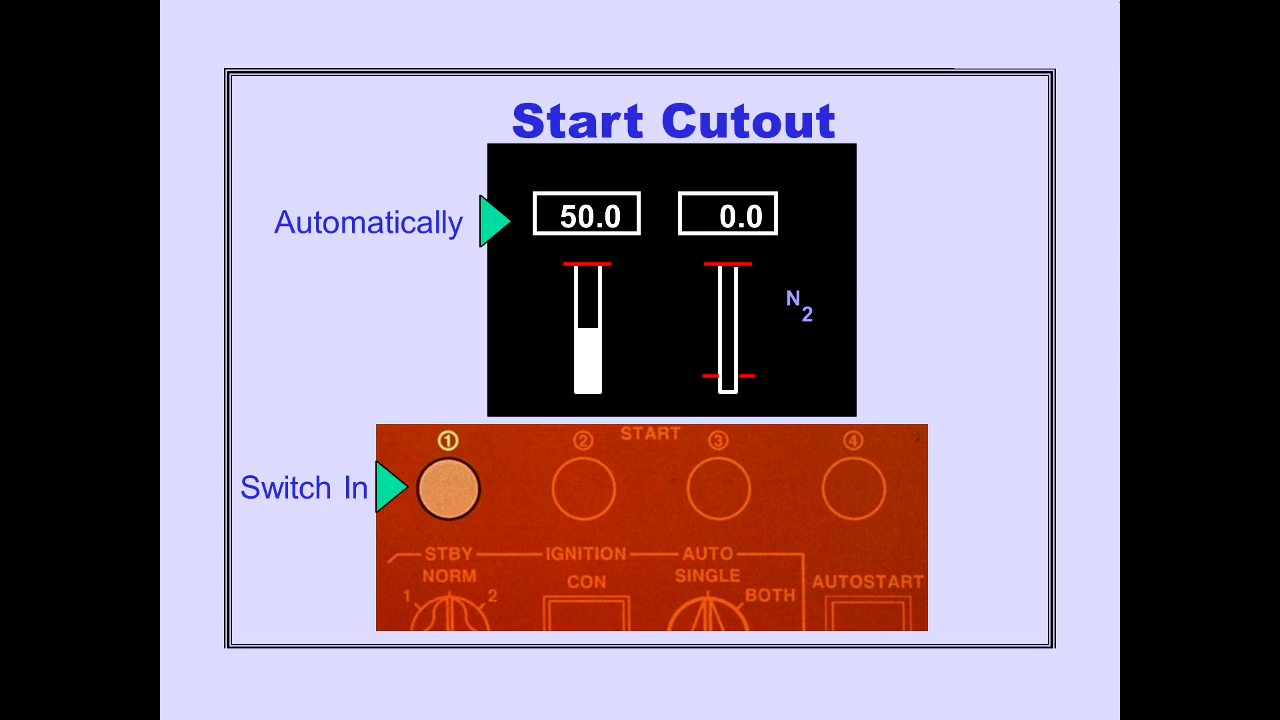 Start Cutout
Automatically
50.0 0.0
N2
START
① ② ③ ④
Switch In
STBY IGNITION AUTO
NORM CON SINGLE AUTOSTART
1 2 BOTH